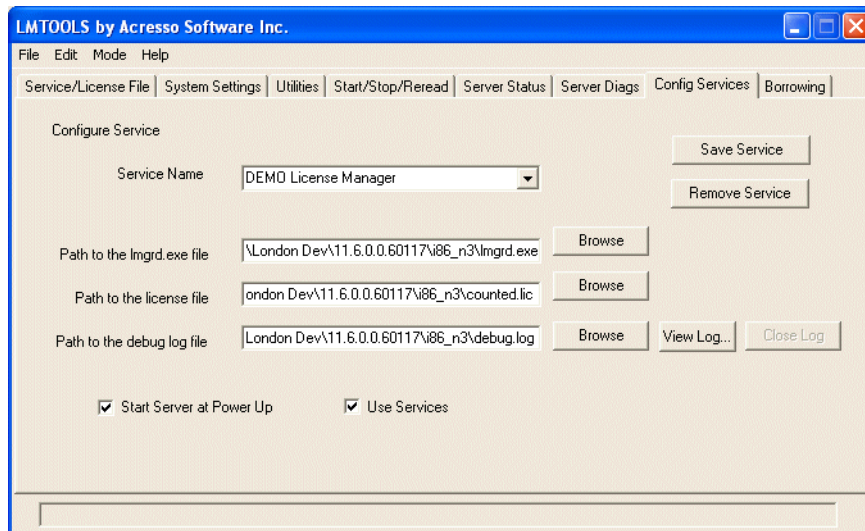 LMTOOLS by Acresso Software Inc.
File Edit Mode Help
Service/License File System Settings Utilities Start/Stop/Reread Server Status Server Diags Config Services Borrowing
Configure Service
Save Service
Service Name DEMO License Manager
Remove Service
Path to the lmgrd.exe file \London Dev\11.6.0.0.60117\i86_n3\lmgrd.exe Browse
Path to the license file ondon Dev\11.6.0.0.60117\i86_n3\counted.lic Browse
Path to the debug log file London Dev\11.6.0.0.60117\i86_n3\debug.log Browse View Log... Close Log
Start Server at Power Up Use Services